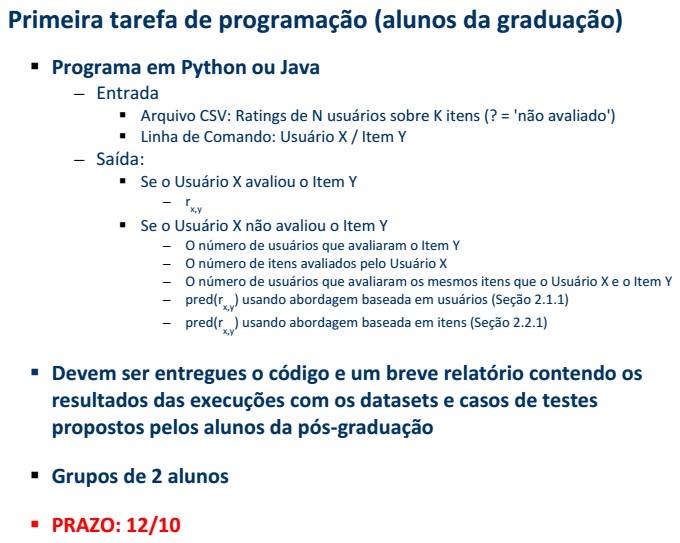 Primeira tarefa de programação (alunos da graduação)
▪ Programa em Python ou Java
– Entrada
▪ Arquivo CSV: Ratings de N usuários sobre K itens (? = 'não avaliado')
▪ Linha de Comando: Usuário X / Item Y
– Saída:
▪ Se o Usuário X avaliou o Item Y
– r x,y
▪ Se o Usuário X não avaliou o Item Y
– O número de usuários que avaliaram o Item Y
– O número de itens avaliados pelo Usuário X
– O número de usuários que avaliaram os mesmos itens que o Usuário X e o Item Y
– pred(r x,y) usando abordagem baseada em usuários (Seção 2.1.1)
– pred(r x,y) usando abordagem baseada em itens (Seção 2.2.1)
▪ Devem ser entregues o código e um breve relatório contendo os
resultados das execuções com os datasets e casos de testes
propostos pelos alunos da pós-graduação
▪ Grupos de 2 alunos
▪ PRAZO: 12/10